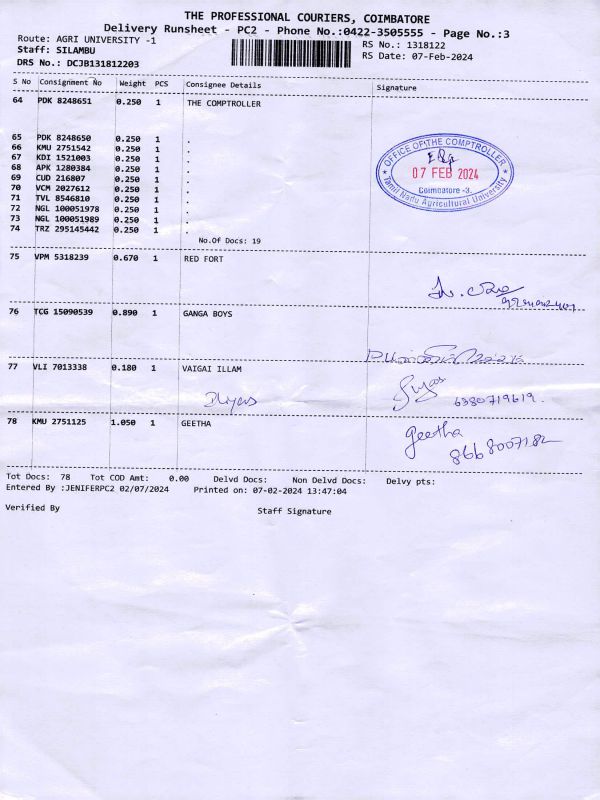 THE PROFESSIONAL COURIERS, COIMBATORE
Delivery Runsheet - PC2 - Phone No.:0422-3505555 - Page No.:3
Route: AGRI UNIVERSITY -1
RS No.: 1318122
Staff: SILAMBU
RS Date: 07-Feb-2024
DRS No.: DCJB131812203
S No Consignment No Weight PCS Consignee Details Signature
64 PDK 8248651 0.250 1 THE COMPTROLLER
65 PDK 8248650 0.250 1 .
66 KMU 2751542 0.250 1 .
67 KDI 1521003 0.250 1 .
68 APK 1280384 0.250 1 .
69 CUD 216807 0.250 1 .
70 VCM 2027612 0.250 1 .
71 TVL 8546810 0.250 1 .
72 NGL 100051978 0.250 1 .
73 NGL 100051989 0.250 1 .
74 TRZ 295145442 0.250 1 .
OFFICE OF THE COMPTROLLER
07 FEB 2024
Coimbatore -3.
Tamil Nadu Agricultural University
No.Of Docs: 19
75 VPM 5318239 0.670 1 RED FORT
76 TCG 15090539 0.890 1 GANGA BOYS
77 VLI 7013338 0.180 1 VAIGAI ILLAM
6380719619.
78 KMU 2751125 1.050 1 GEETHA
geetha
8668007182
Tot Docs: 78 Tot COD Amt: 0.00 Delvd Docs: Non Delvd Docs: Delvy pts:
Entered By :JENIFERPC2 02/07/2024 Printed on: 07-02-2024 13:47:04
Verified By Staff Signature